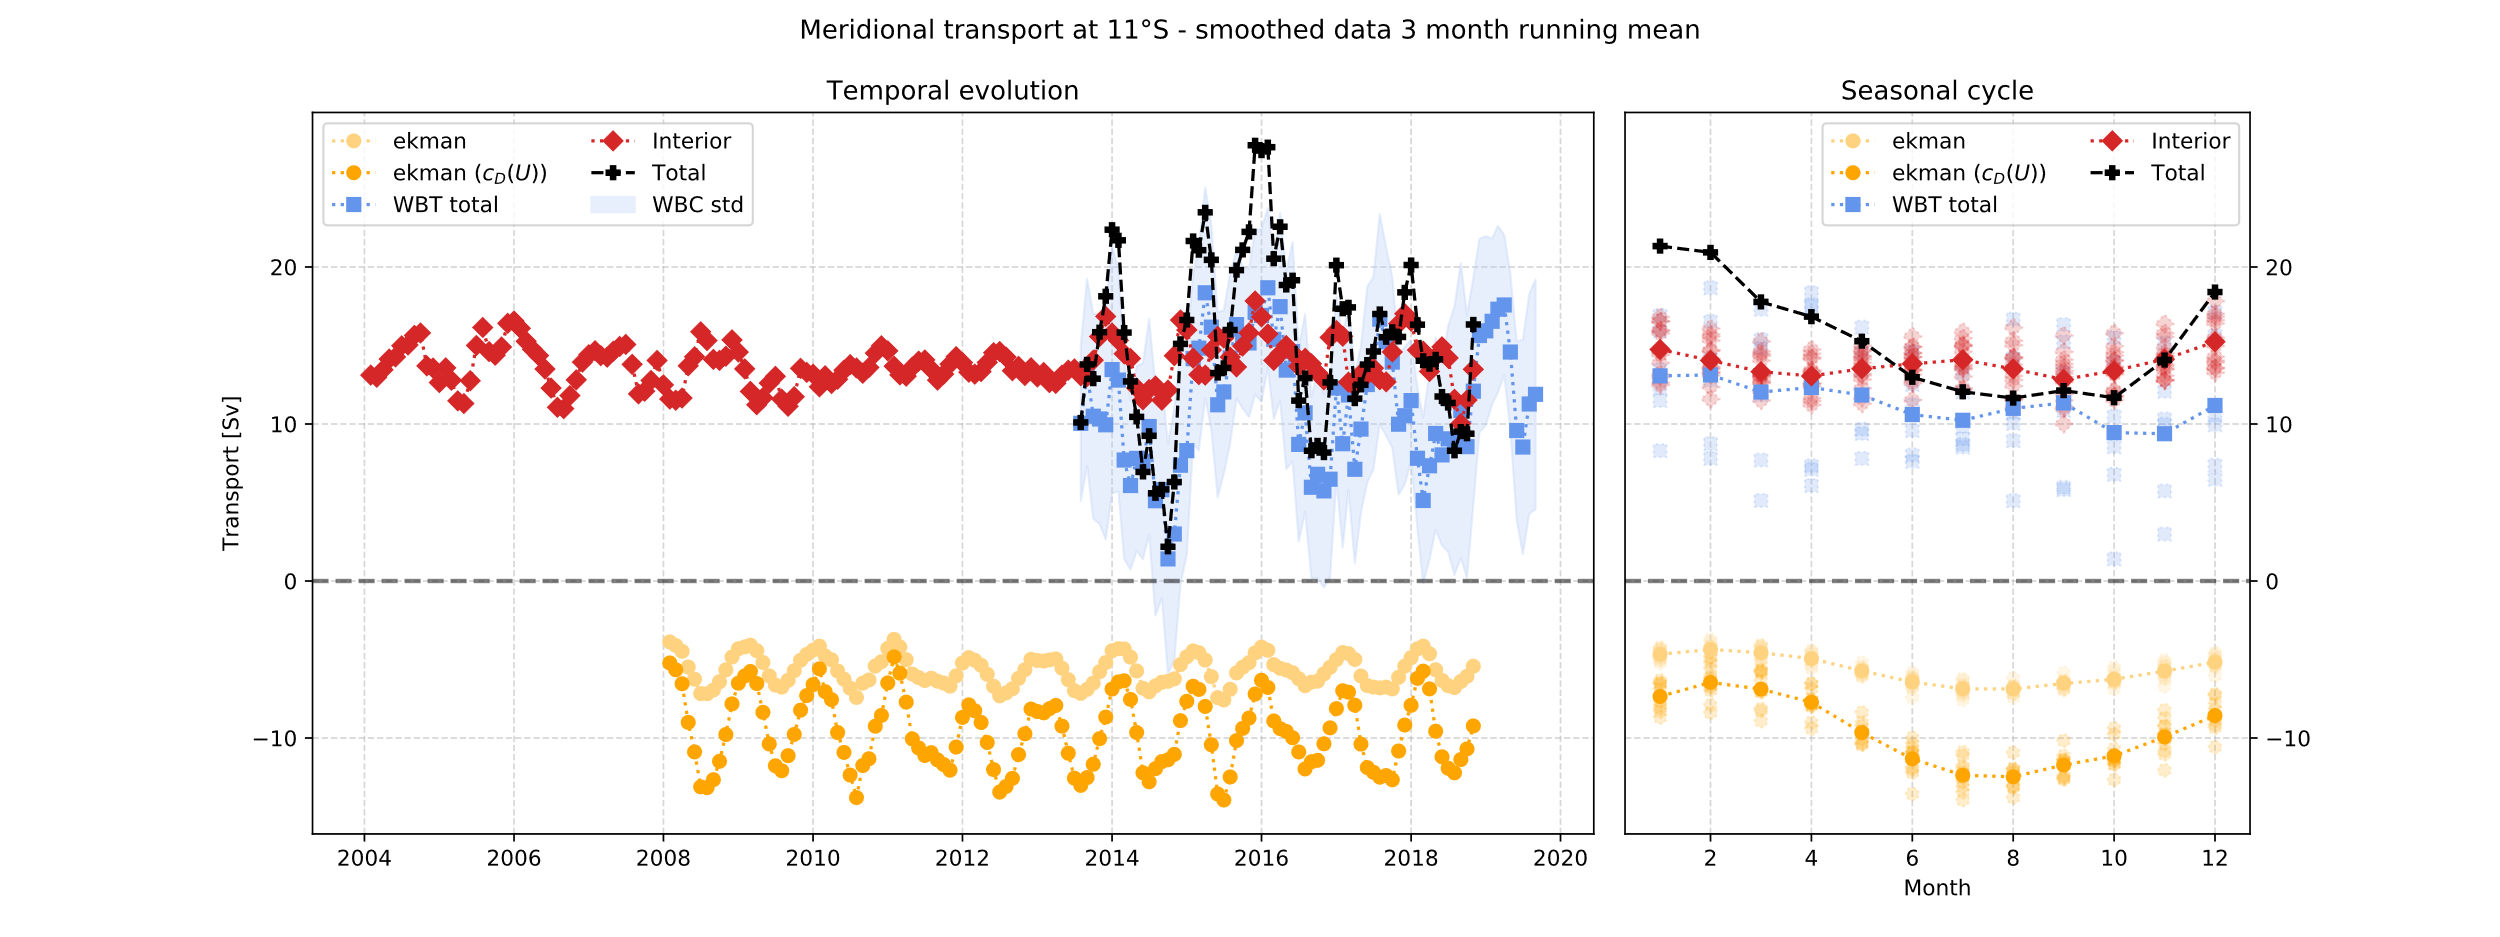 Meridional transport at 11°S - smoothed data 3 month running mean
Temporal evolution
ekman
ekman (c_D(U))
WBT total
Interior
Total
WBC std
Transport [Sv]
20
10
0
−10
2004 2006 2008 2010 2012 2014 2016 2018 2020
Seasonal cycle
ekman
ekman (c_D(U))
WBT total
Interior
Total
20
10
0
−10
2 4 6 8 10 12
Month